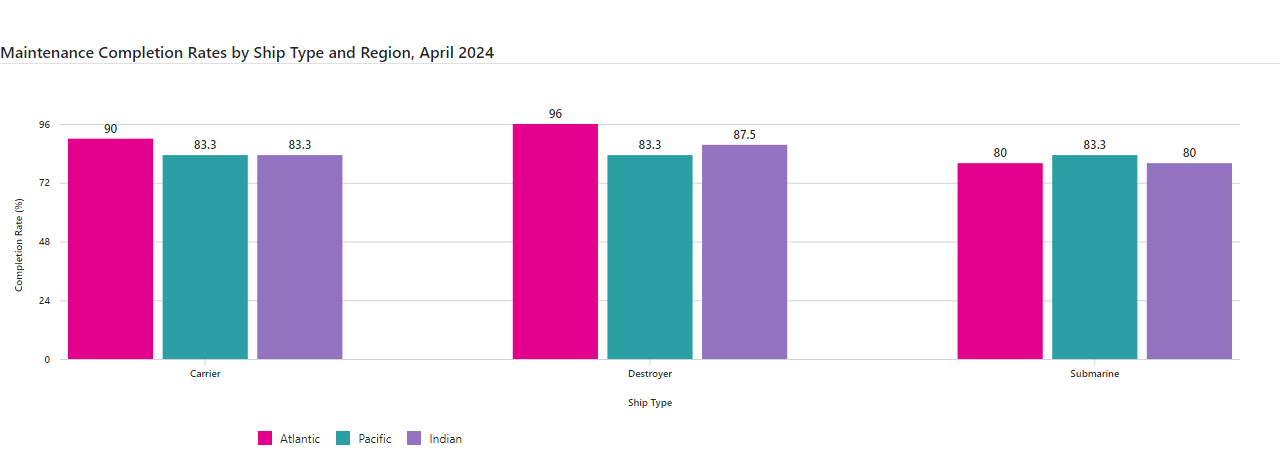 Maintenance Completion Rates by Ship Type and Region, April 2024
96
90
83.3
83.3
96
83.3
87.5
80
83.3
80
72
48
24
0
Completion Rate (%)
Carrier
Destroyer
Submarine
Ship Type
Atlantic
Pacific
Indian